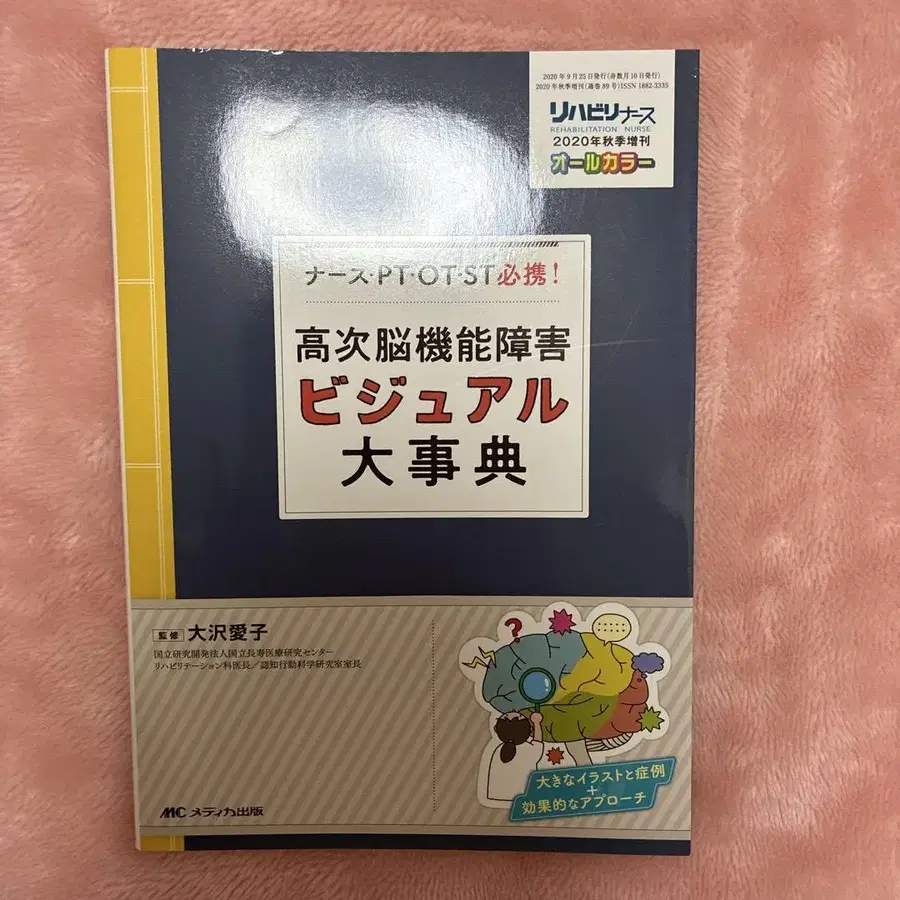 2020年9月25日発行(奇数月10日発行)
2020年秋季増刊(通巻89号)ISSN 1882-3335
リハビリナース
REHABILITATION NURSE
2020年秋季増刊
オールカラー
ナース・PT・OT・ST必携!
高次脳機能障害
ビジュアル
大事典
監修 大沢愛子
国立研究開発法人国立長寿医療研究センター
リハビリテーション科医長/認知行動科学研究室室長
?
大きなイラストと症例
+
効果的なアプローチ
MC メディカ出版